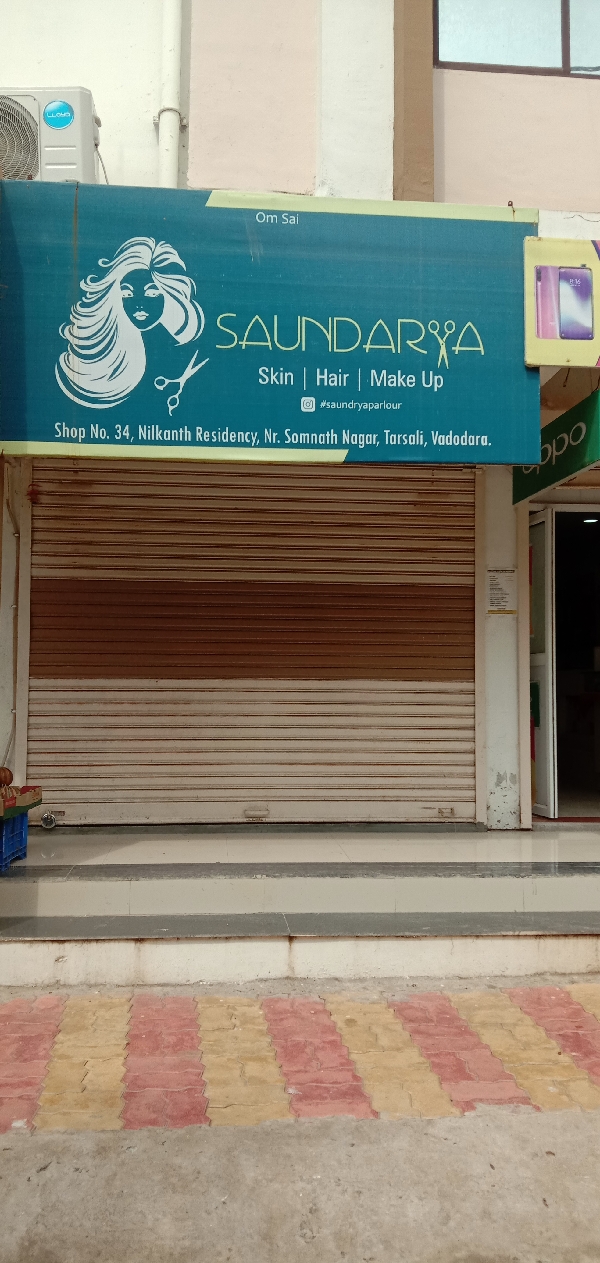 LLOYD
Om Sai
SAUNDARYA
Skin | Hair | Make Up
#saundryaparlour
Shop No. 34, Nilkanth Residency, Nr. Somnath Nagar, Tarsali, Vadodara.
oppo